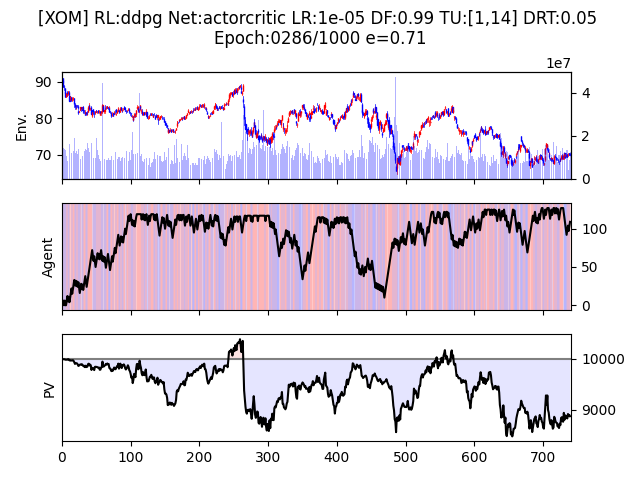 [XOM] RL:ddpg Net:actorcritic LR:1e-05 DF:0.99 TU:[1,14] DRT:0.05
Epoch:0286/1000 e=0.71
1e7
90
80
70
Env.
4
2
0
Agent
100
50
0
PV
10000
9000
0 100 200 300 400 500 600 700